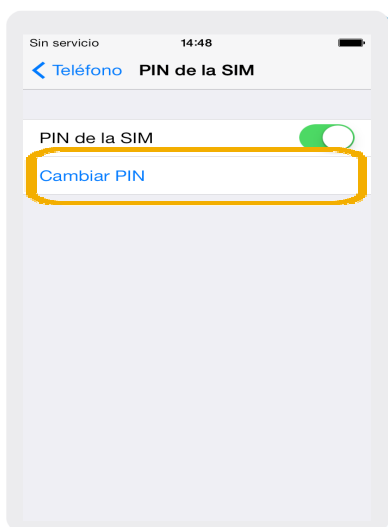 Sin servicio 14:48
Teléfono PIN de la SIM
PIN de la SIM
Cambiar PIN